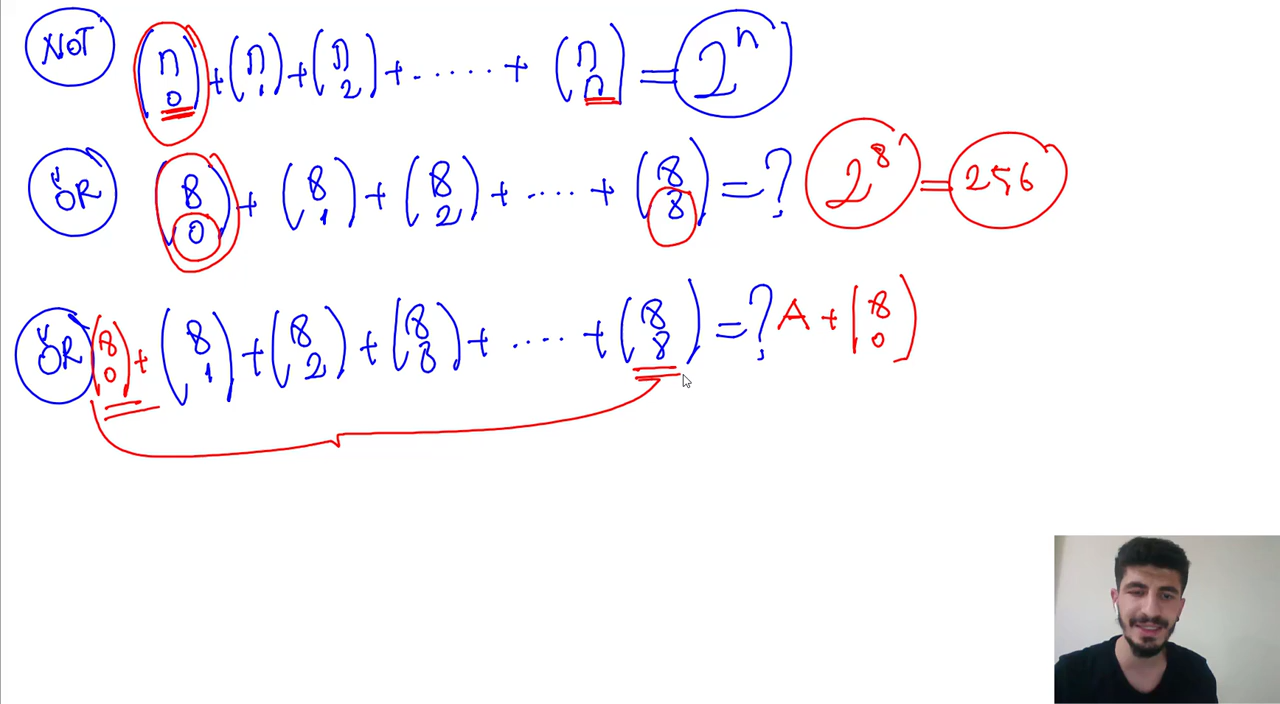 NOT (n 0) + (n 1) + (n 2) + ..... + (n n) = 2^n
ÖR (8 0) + (8 1) + (8 2) + .... + (8 8) = ? 2^8 = 256
ÖR (8 0) + (8 1) + (8 2) + (8 3) + .... + (8 8) = ? A + (8 0)